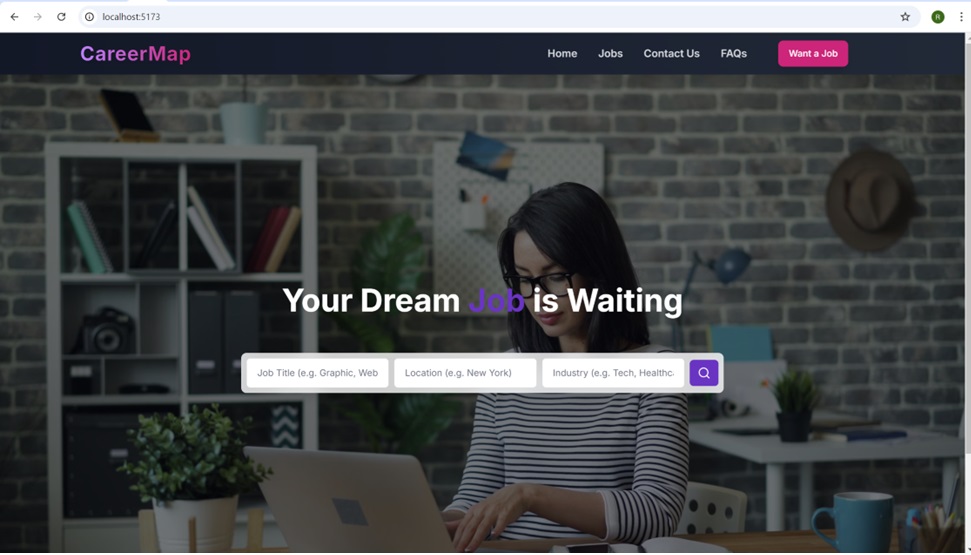 localhost:5173
R
CareerMap
Home
Jobs
Contact Us
FAQs
Want a Job
Your Dream Job is Waiting
Job Title (e.g. Graphic, Web
Location (e.g. New York)
Industry (e.g. Tech, Healthca